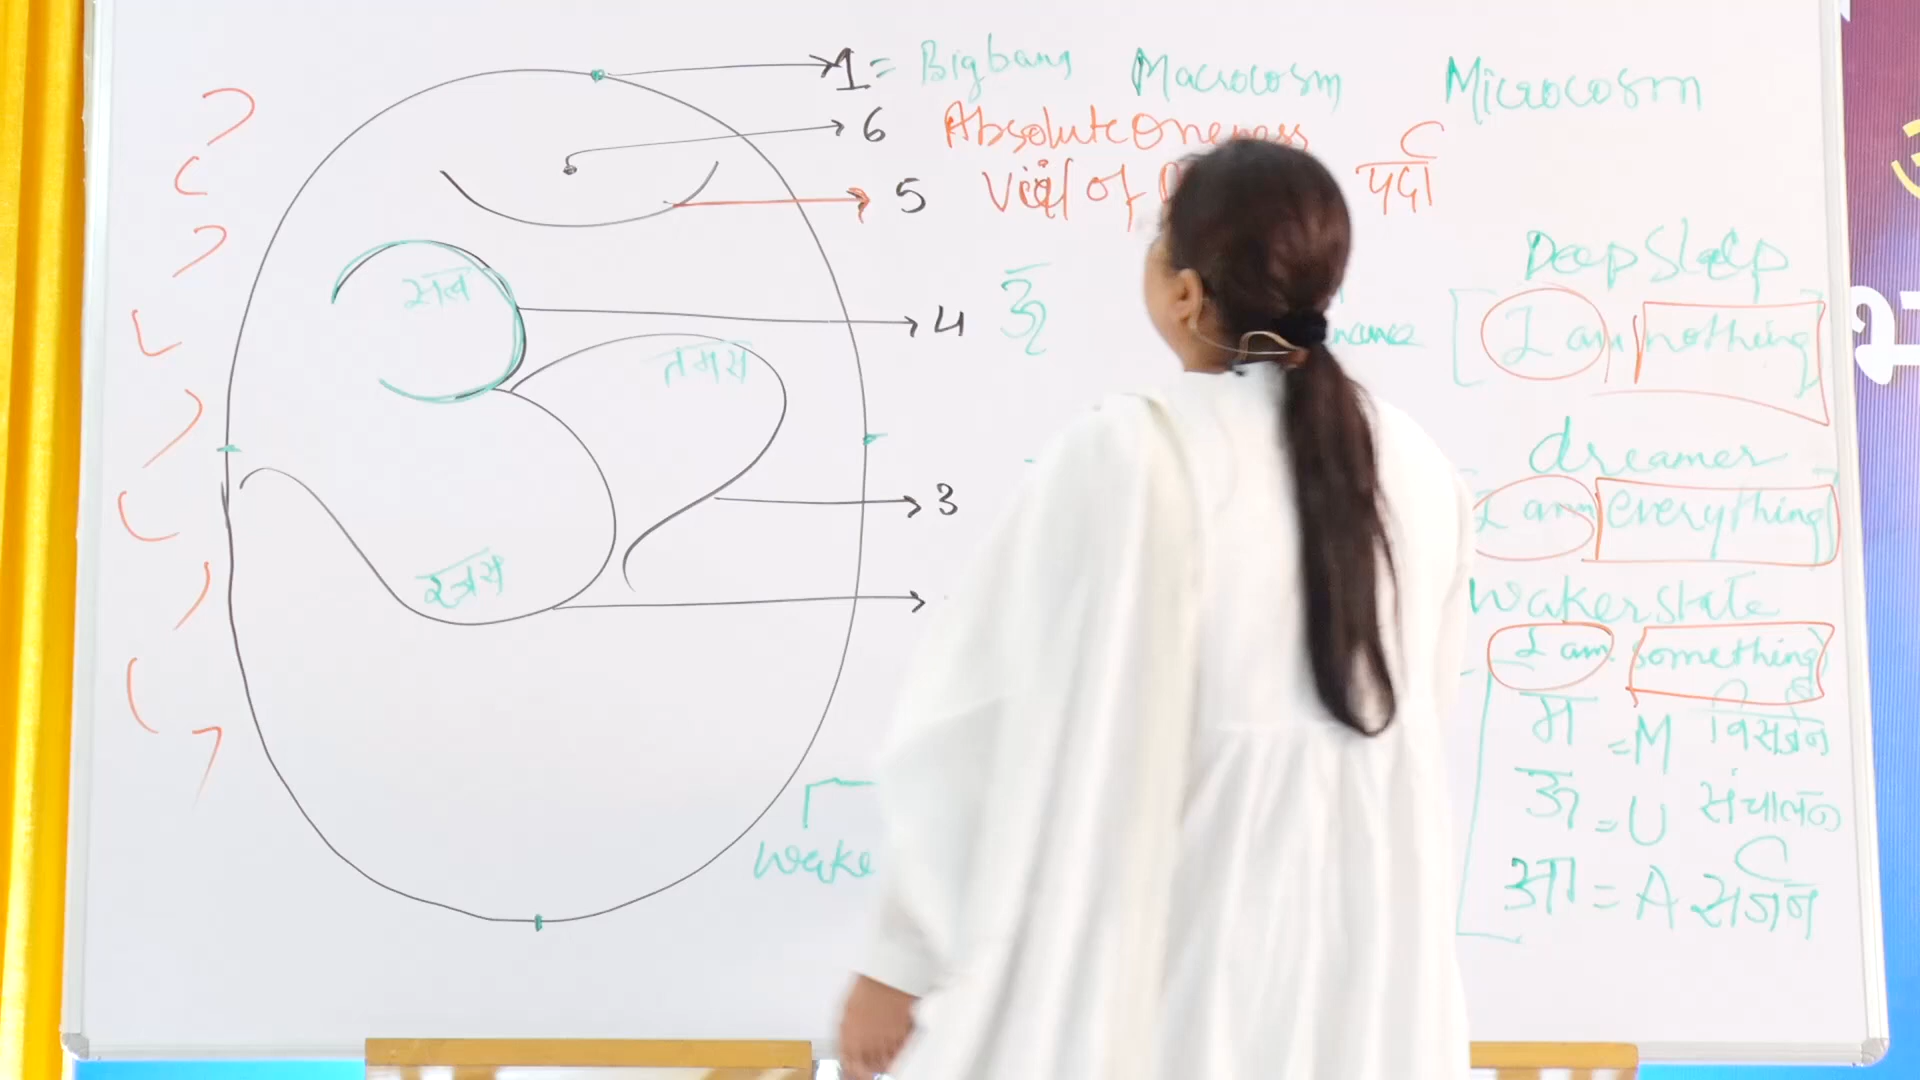 1 = Bigbang Macrocosm Microcosm
6 Absolute Oneness
5 Veil of पर्दा
सत्व
4 ॐ
तमस
3
रजस
Deep Sleep
I am nothing
dreamer
I am everything
waker state
I am something
म = M विसर्जन
ऊ = U संचालन
आ = A सर्जन
wake